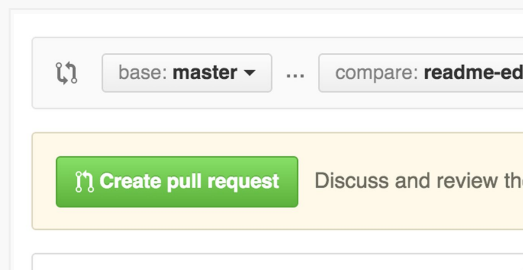 base: master ... compare: readme-ed
Create pull request Discuss and review th